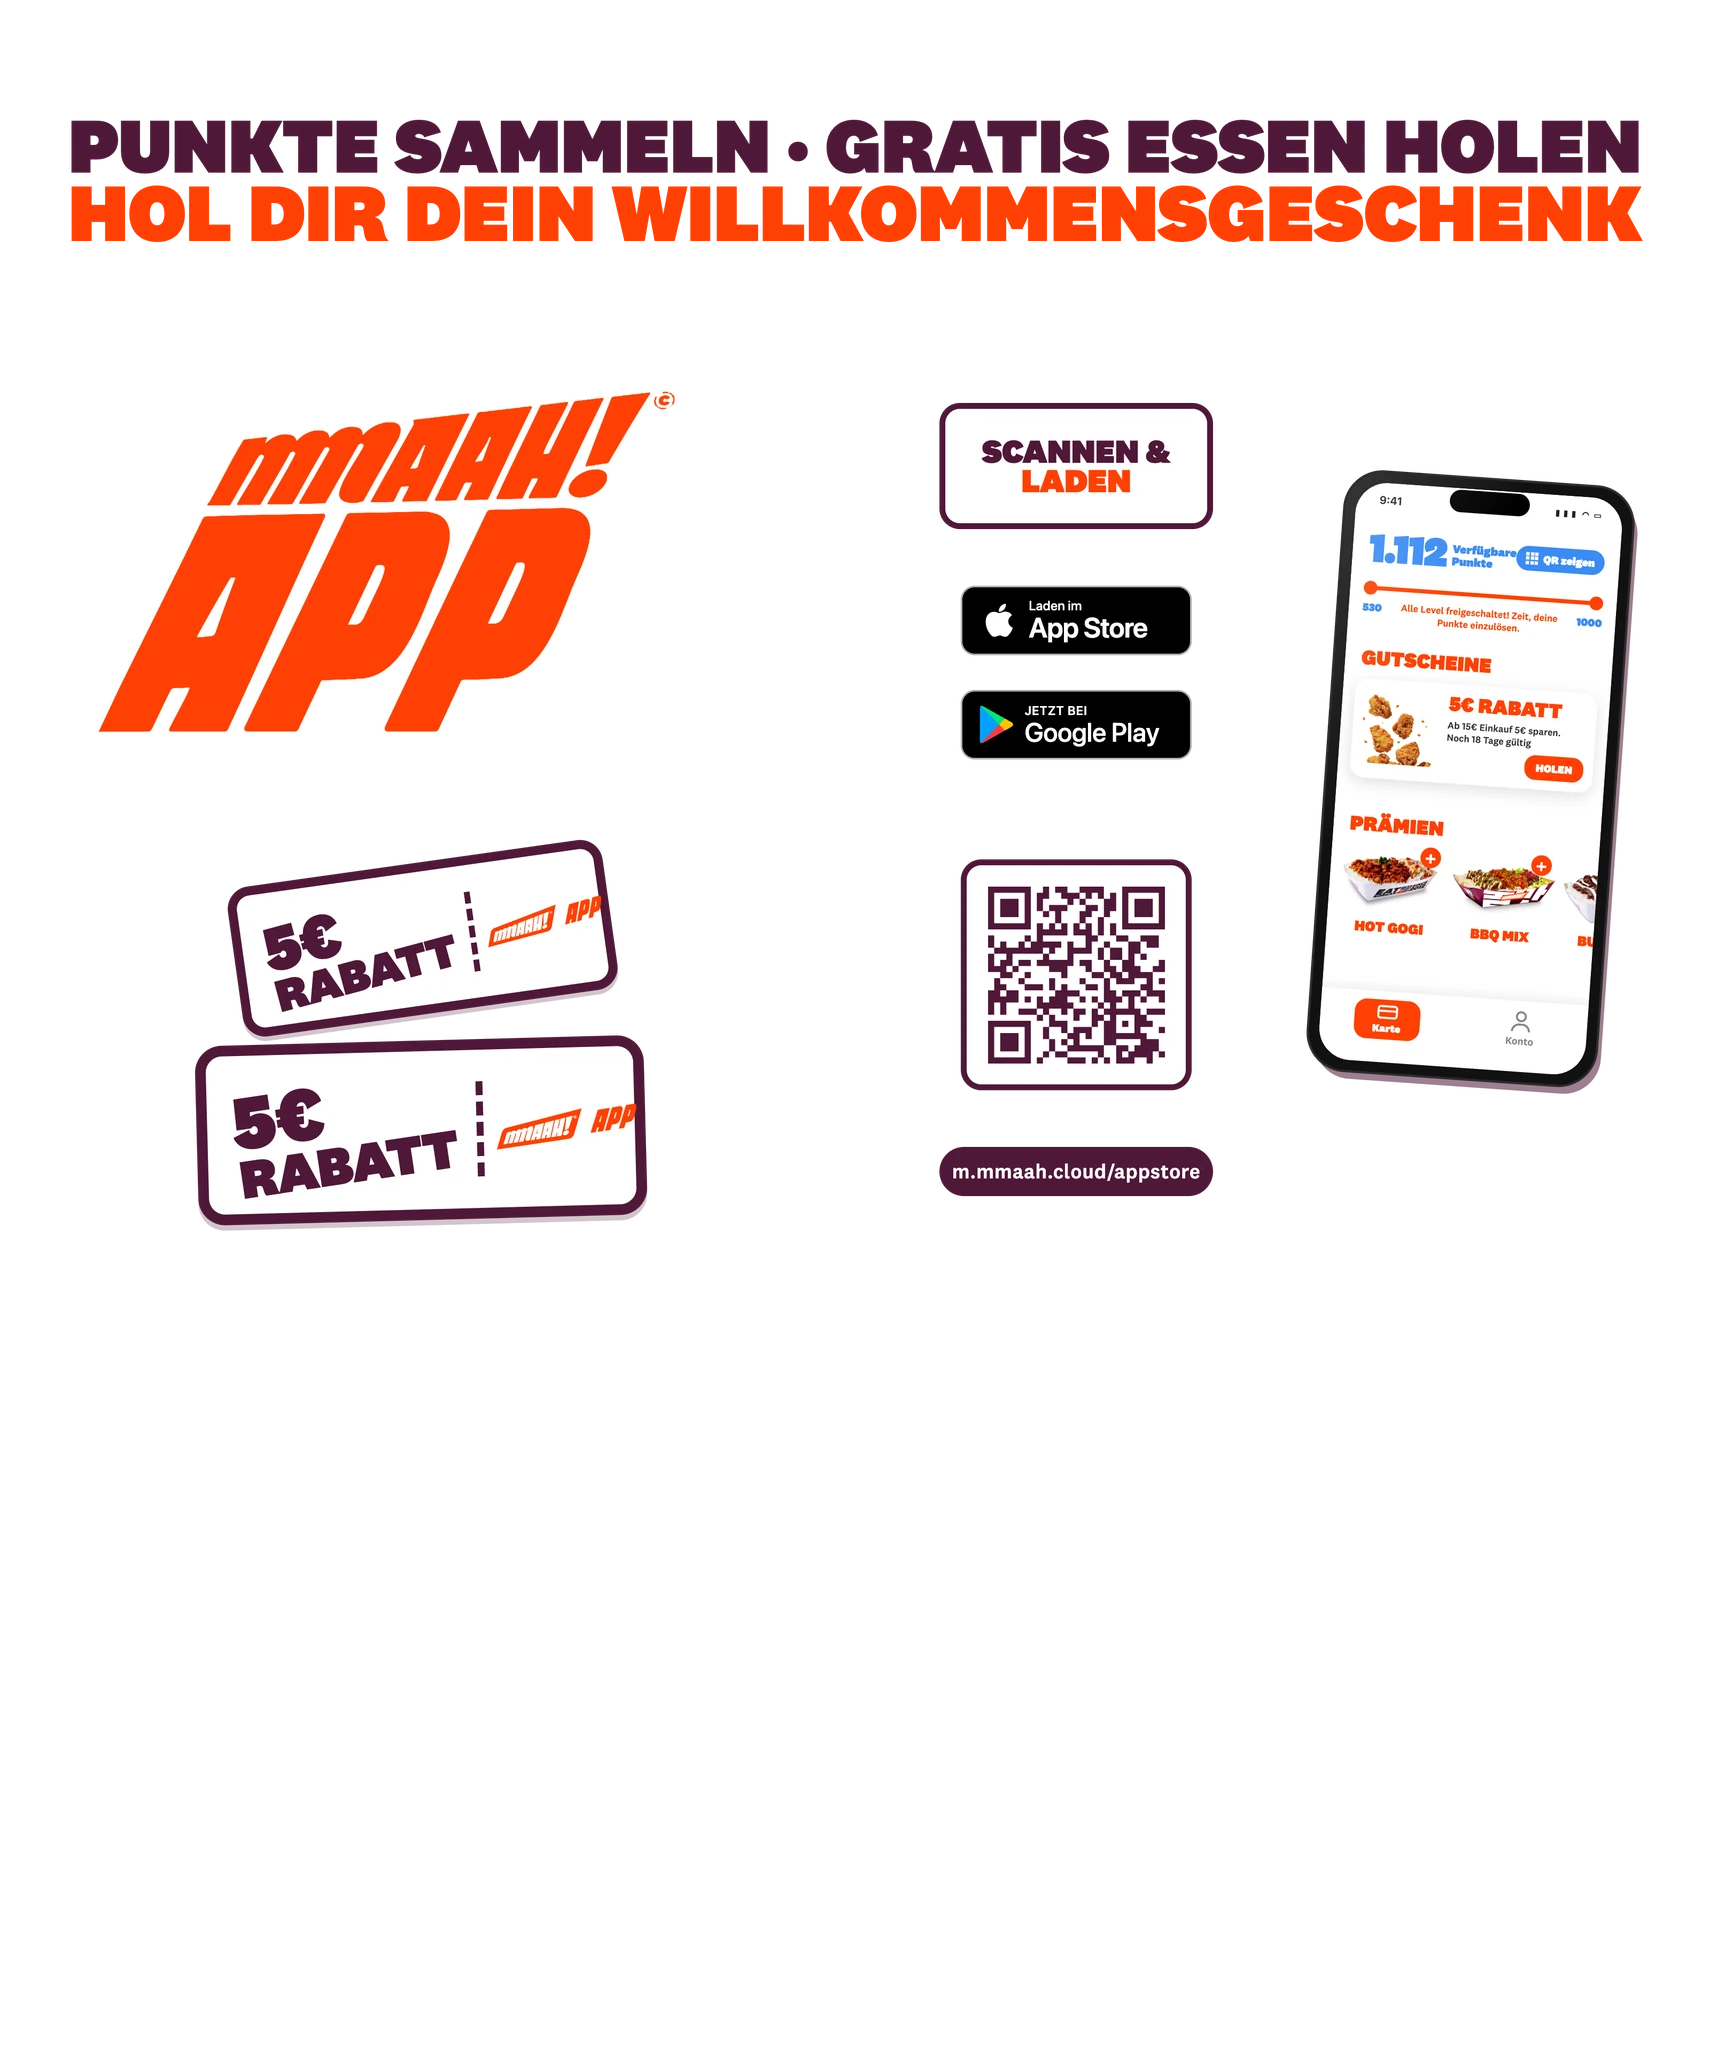 PUNKTE SAMMELN • GRATIS ESSEN HOLEN
HOL DIR DEIN WILLKOMMENSGESCHENK
mmAAH! ©
APP
5€
RABATT
mmAAH! APP
5€
RABATT
mmAAH! APP
SCANNEN &
LADEN
Laden im
App Store
JETZT BEI
Google Play
m.mmaah.cloud/appstore
9:41
1.112 Verfügbare
Punkte
QR zeigen
530
Alle Level freigeschaltet! Zeit, deine
Punkte einzulösen.
1000
GUTSCHEINE
5€ RABATT
Ab 15€ Einkauf 5€ sparen.
Noch 18 Tage gültig
HOLEN
PRÄMIEN
HOT GOGI
BBQ MIX
BU
Karte
Konto